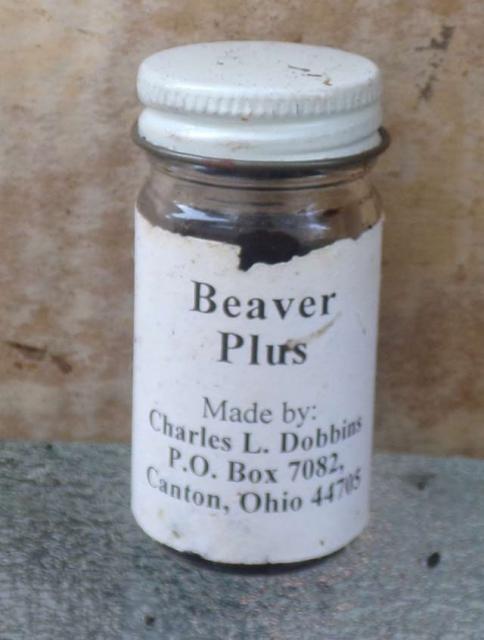 Beaver
Plus
Made by:
Charles L. Dobbins
P.O. Box 7082,
Canton, Ohio 44705